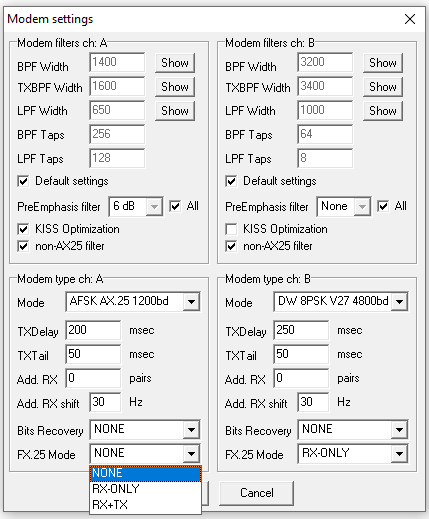 Modem settings
Modem filters ch: A
BPF Width 1400 Show
TXBPF Width 1600 Show
LPF Width 650 Show
BPF Taps 256
LPF Taps 128
Default settings
PreEmphasis filter 6 dB All
KISS Optimization
non-AX25 filter
Modem filters ch: B
BPF Width 3200 Show
TXBPF Width 3400 Show
LPF Width 1000 Show
BPF Taps 64
LPF Taps 8
Default settings
PreEmphasis filter None All
KISS Optimization
non-AX25 filter
Modem type ch: A
Mode AFSK AX.25 1200bd
TXDelay 200 msec
TXTail 50 msec
Add. RX 0 pairs
Add. RX shift 30 Hz
Bits Recovery NONE
FX.25 Mode NONE
NONE
RX-ONLY
RX+TX
Modem type ch: B
Mode DW 8PSK V27 4800bd
TXDelay 250 msec
TXTail 50 msec
Add. RX 0 pairs
Add. RX shift 30 Hz
Bits Recovery NONE
FX.25 Mode RX-ONLY
Cancel